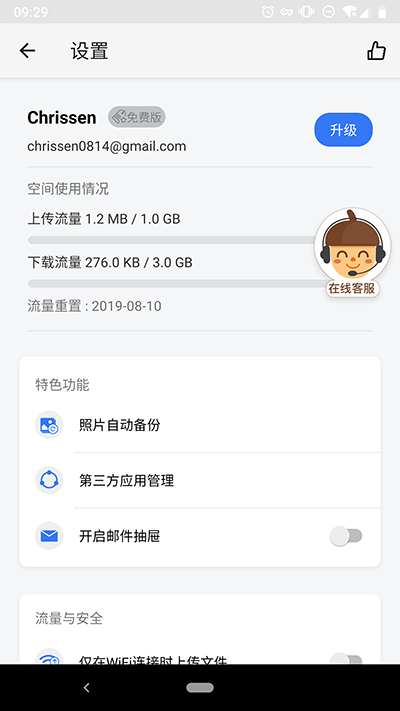 09:29
设置
Chrissen 免费版
chrissen0814@gmail.com
升级
空间使用情况
上传流量 1.2 MB / 1.0 GB
下载流量 276.0 KB / 3.0 GB
在线客服
流量重置 : 2019-08-10
特色功能
照片自动备份
第三方应用管理
开启邮件抽屉
流量与安全
仅在WiFi连接时上传文件